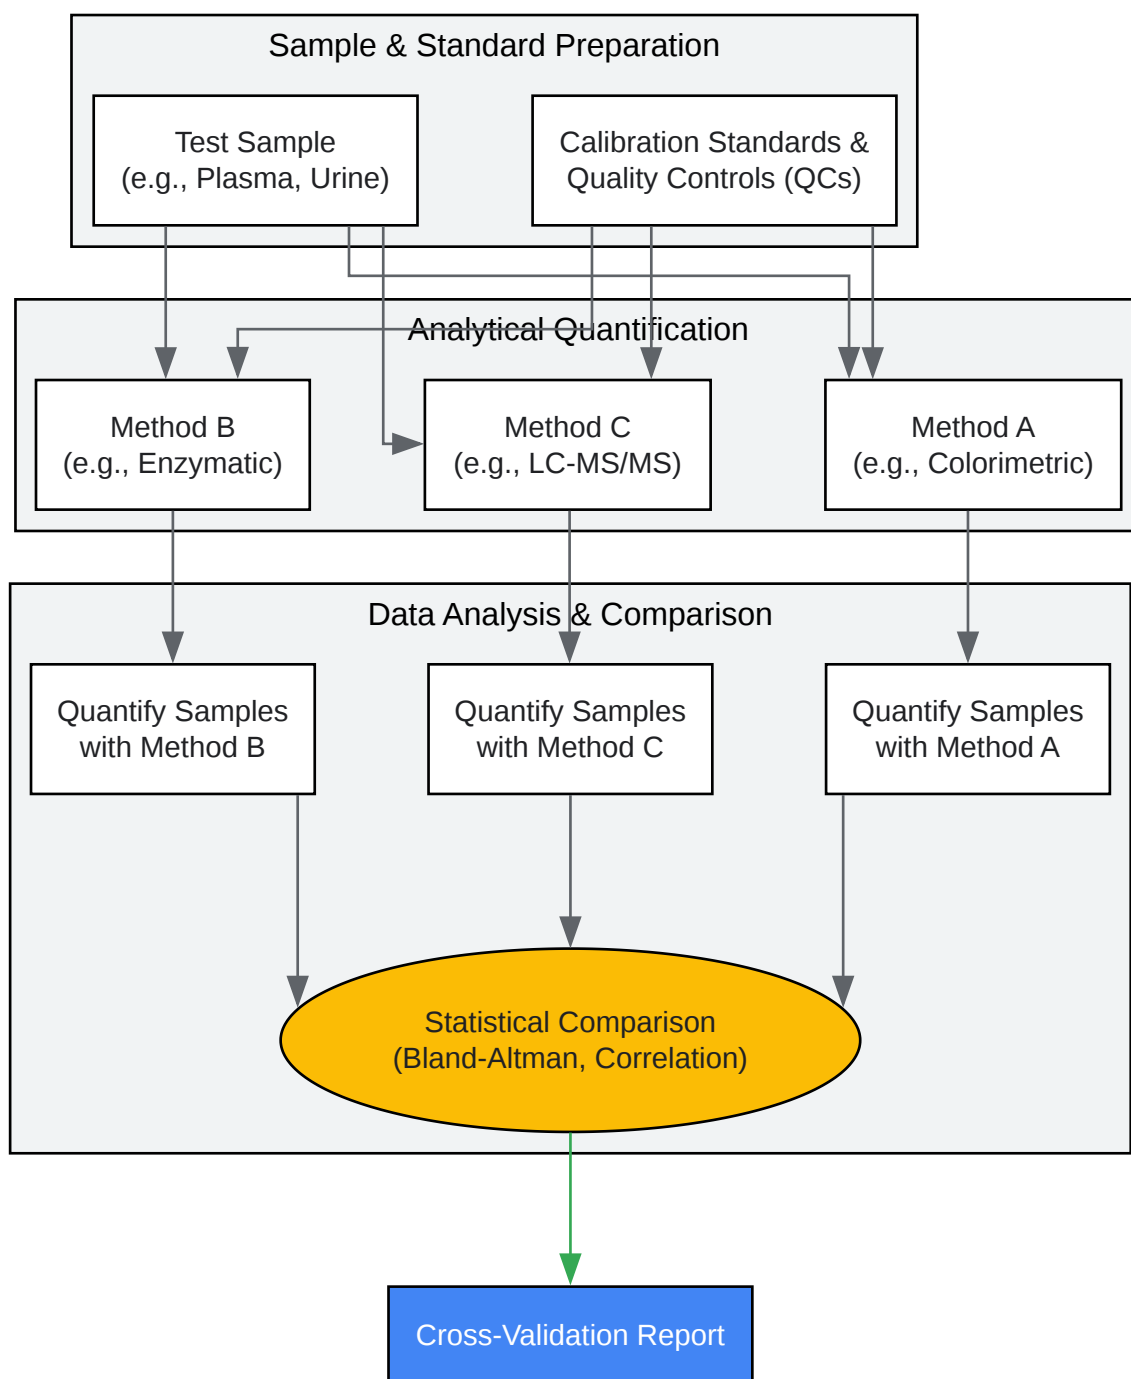 Sample & Standard Preparation
Test Sample
(e.g., Plasma, Urine)
Calibration Standards &
Quality Controls (QCs)
Analytical Quantification
Method B
(e.g., Enzymatic)
Method C
(e.g., LC-MS/MS)
Method A
(e.g., Colorimetric)
Data Analysis & Comparison
Quantify Samples
with Method B
Quantify Samples
with Method C
Quantify Samples
with Method A
Statistical Comparison
(Bland-Altman, Correlation)
Cross-Validation Report